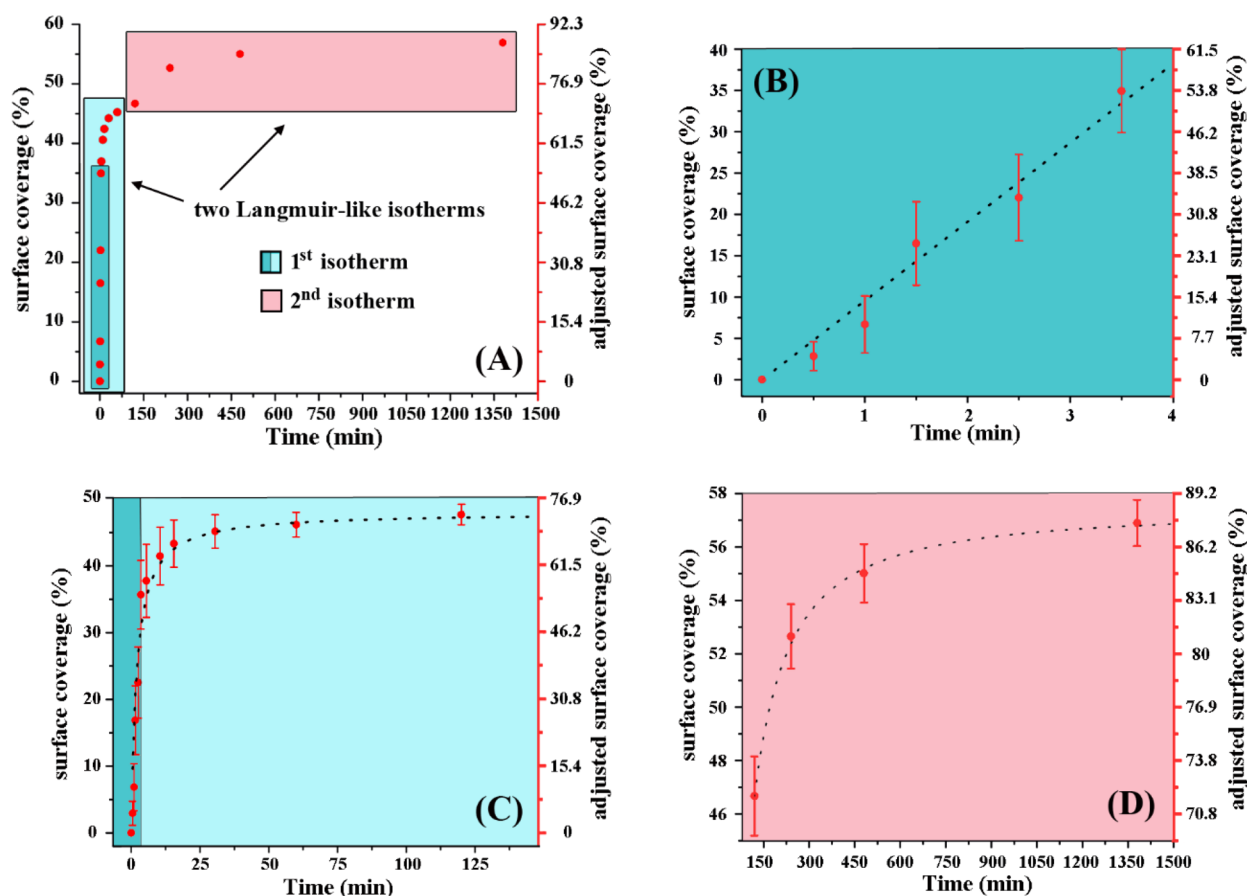 60
50
40
30
20
10
0
surface coverage (%)
92.3
76.9
61.5
46.2
30.8
15.4
0
adjusted surface coverage (%)
two Langmuir-like isotherms
1st isotherm
2nd isotherm
(A)
0 150 300 450 600 750 900 1050 1200 1350 1500
Time (min)
40
35
30
25
20
15
10
5
0
surface coverage (%)
61.5
53.8
46.2
38.5
30.8
23.1
15.4
7.7
0
adjusted surface coverage (%)
(B)
0 1 2 3 4
Time (min)
50
40
30
20
10
0
surface coverage (%)
76.9
61.5
46.2
30.8
15.4
0
adjusted surface coverage (%)
(C)
0 25 50 75 100 125
Time (min)
58
56
54
52
50
48
46
surface coverage (%)
89.2
86.2
83.1
80
76.9
73.8
70.8
adjusted surface coverage (%)
(D)
150 300 450 600 750 900 1050 1200 1350 1500
Time (min)